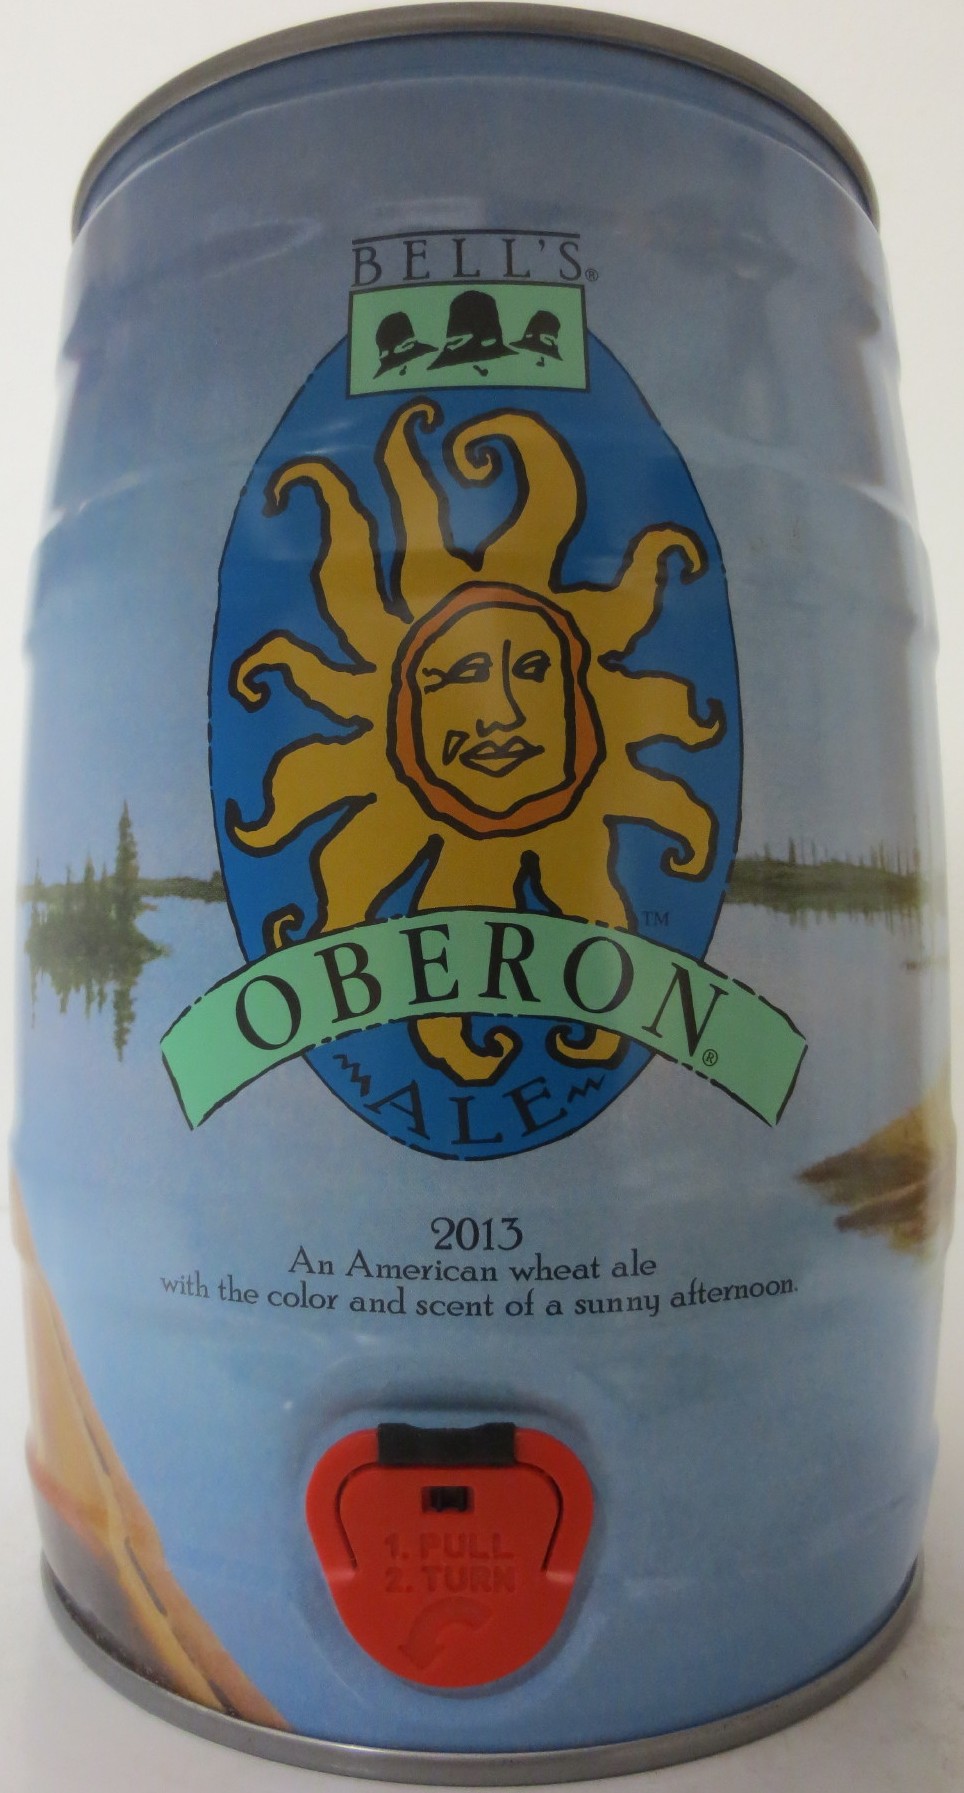 BELL'S®
OBERON®
™
ALE
2013
An American wheat ale
with the color and scent of a sunny afternoon.
1. PULL
2. TURN